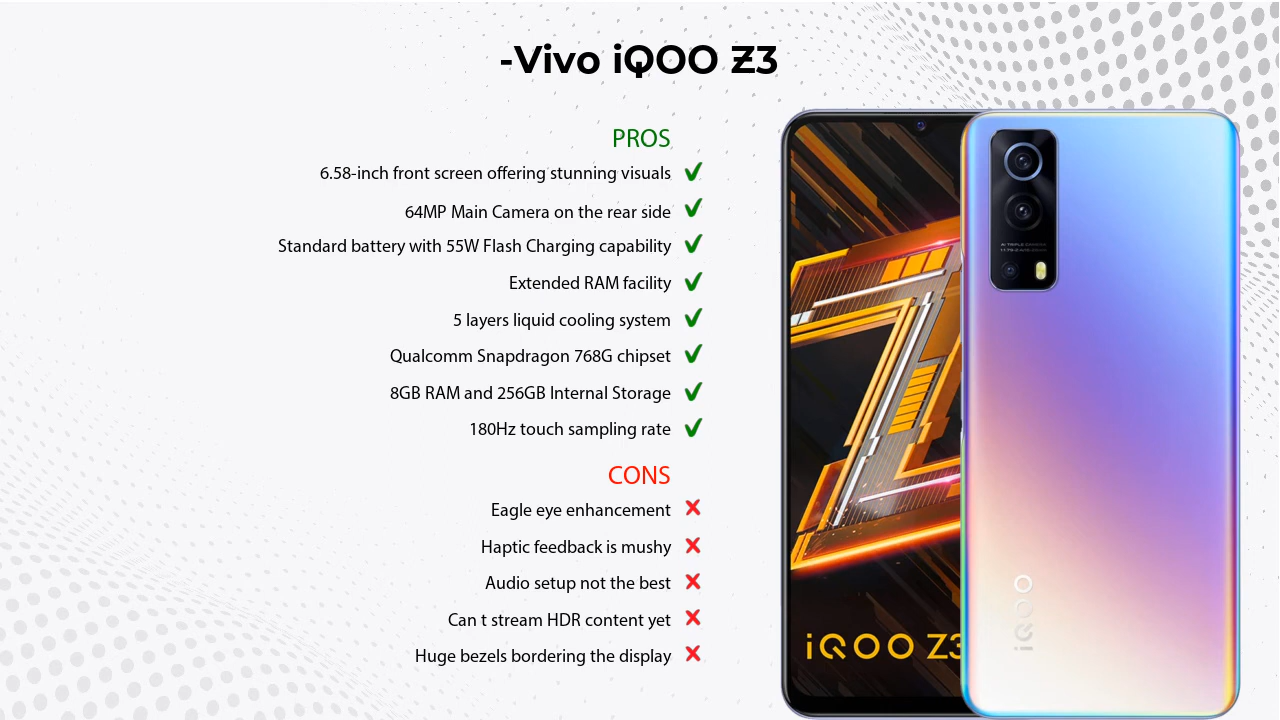 -Vivo iQOO Z3
PROS
6.58-inch front screen offering stunning visuals
64MP Main Camera on the rear side
Standard battery with 55W Flash Charging capability
Extended RAM facility
5 layers liquid cooling system
Qualcomm Snapdragon 768G chipset
8GB RAM and 256GB Internal Storage
180Hz touch sampling rate
CONS
Eagle eye enhancement
Haptic feedback is mushy
Audio setup not the best
Can t stream HDR content yet
Huge bezels bordering the display
AI TRIPLE CAMERA
iQOO Z3
iQOO